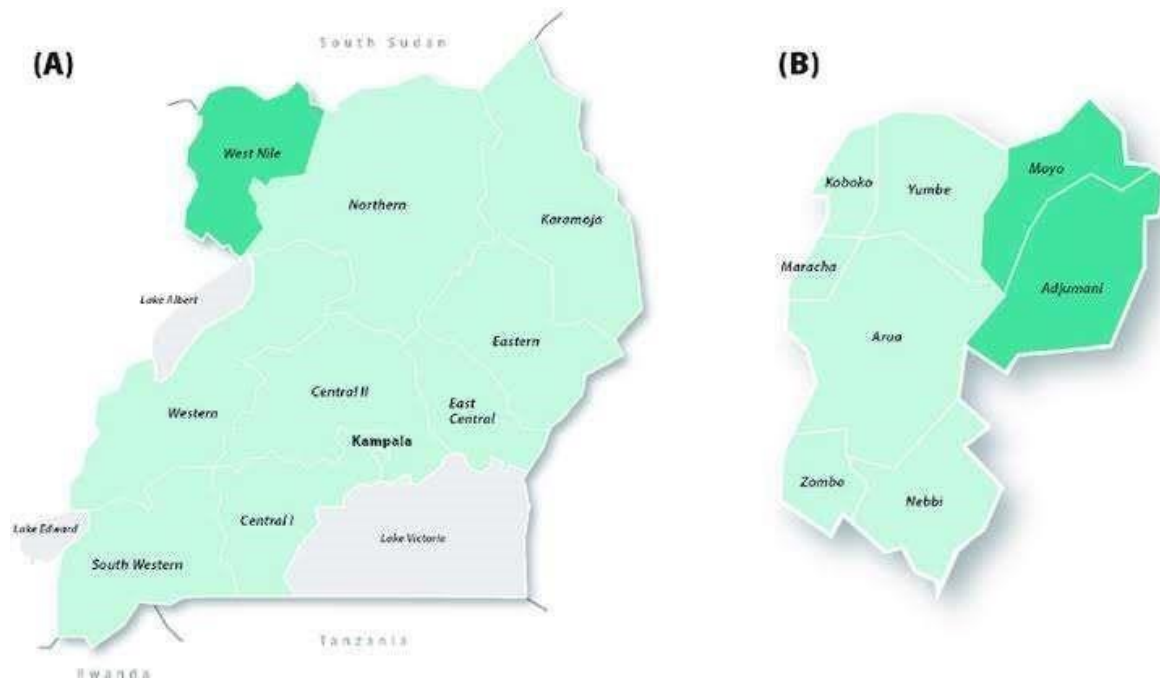 South Sudan
(A)
(B)
West Nile
Northern
Karamoja
Lake Albert
Eastern
Central II
Western
East
Central
Kampala
Lake Edward
Central I
Lake Victoria
South Western
Tanzania
Rwanda
Koboko
Yumbe
Moyo
Maracha
Adjumani
Arua
Zombo
Nebbi